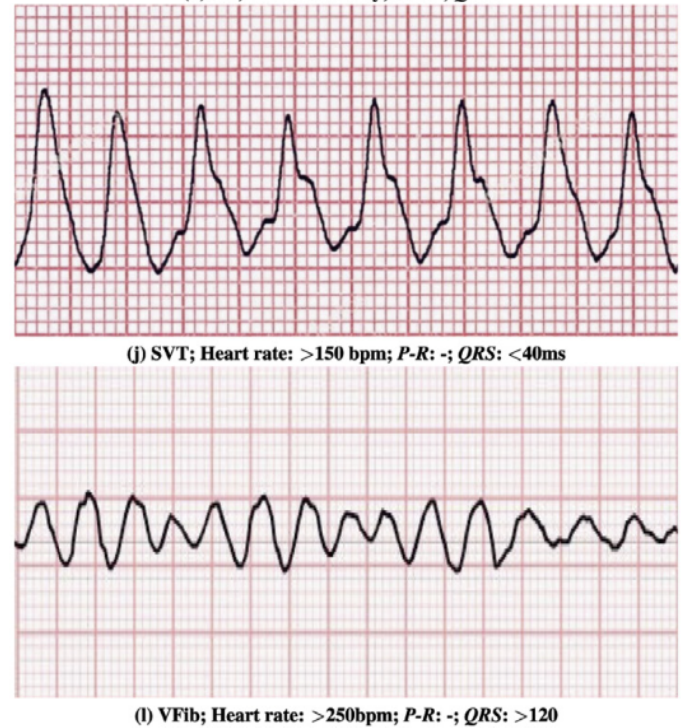 (j) SVT; Heart rate: >150 bpm; P-R: -; QRS: <40ms
(l) VFib; Heart rate: >250bpm; P-R: -; QRS: >120